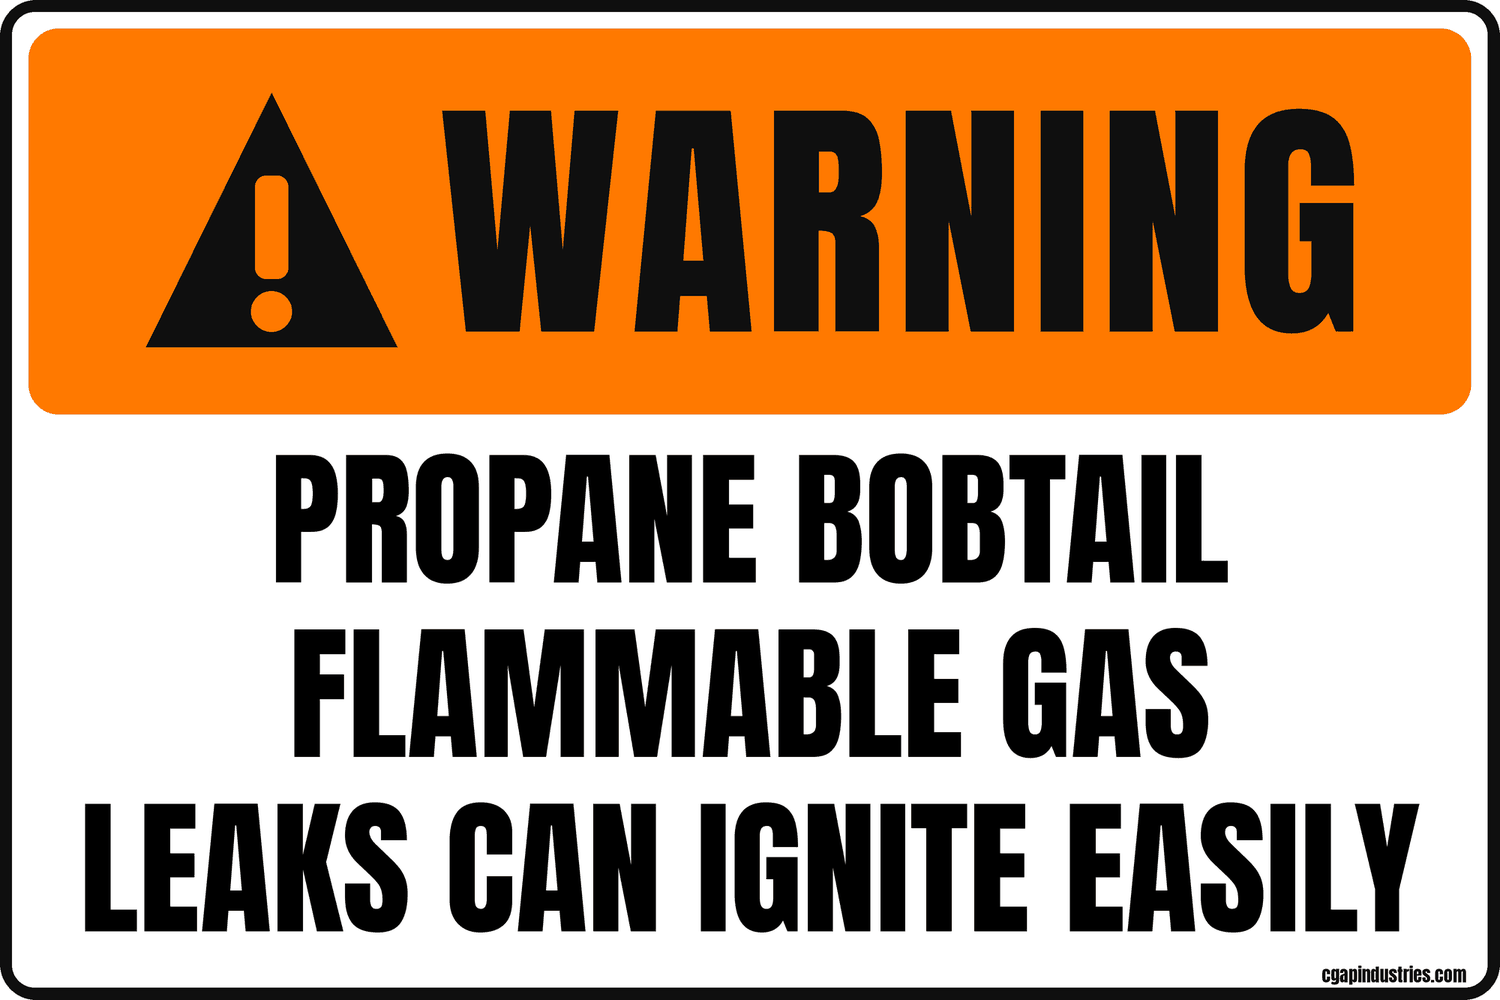 WARNING
PROPANE BOBTAIL
FLAMMABLE GAS
LEAKS CAN IGNITE EASILY
cgapindustries.com